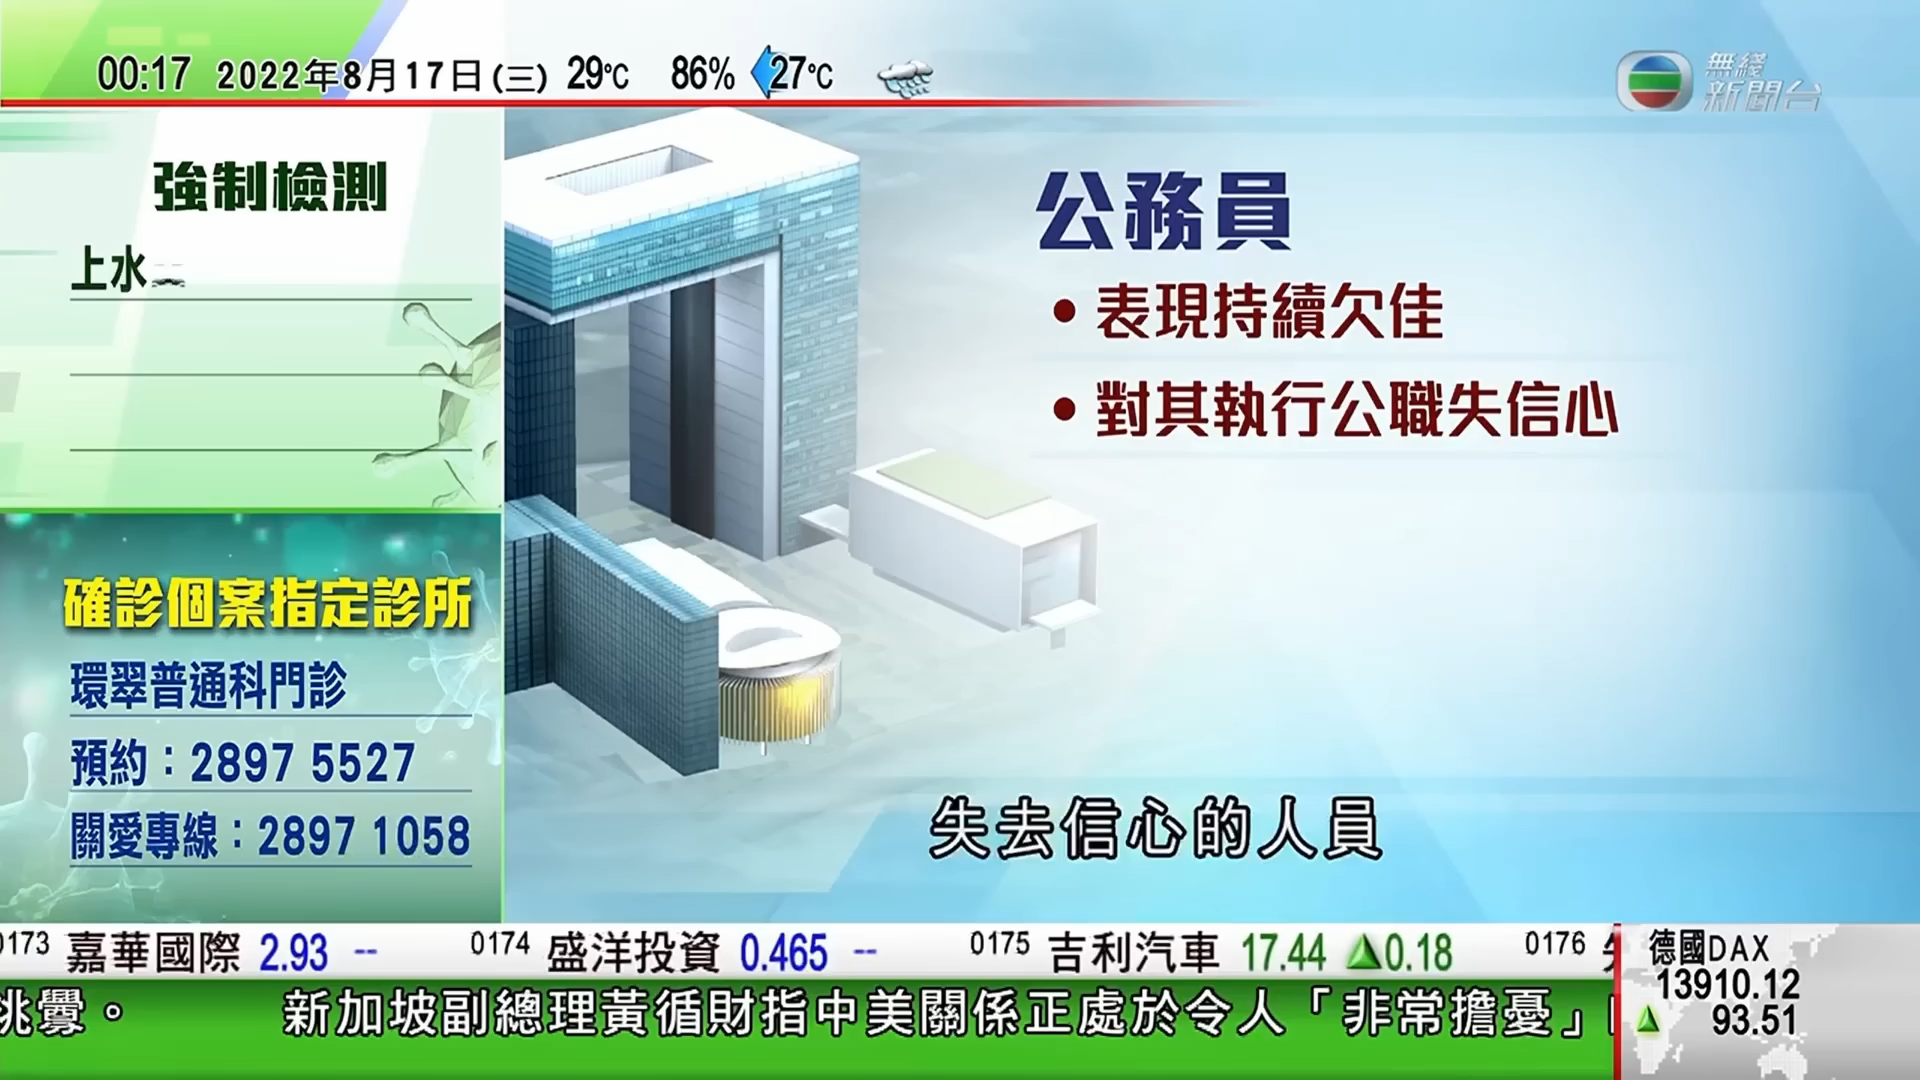 00:17 2022年8月17日(三) 29℃ 86% 27℃
無綫
新聞台
強制檢測
上水
確診個案指定診所
環翠普通科門診
預約：2897 5527
關愛專線：2897 1058
公務員
• 表現持續欠佳
• 對其執行公職失信心
失去信心的人員
0173 嘉華國際 2.93 -- 0174 盛洋投資 0.465 -- 0175 吉利汽車 17.44 ▲0.18 0176
德國DAX
13910.12
▲ 93.51
釁。 新加坡副總理黃循財指中美關係正處於令人「非常擔憂」